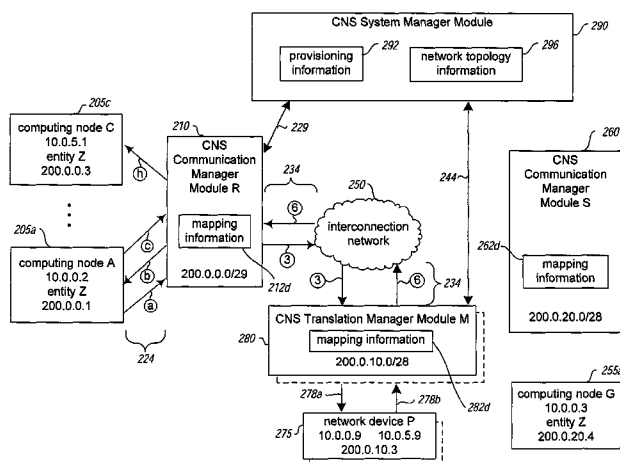 CNS System Manager Module
290
provisioning
information
292
network topology
information
296
205c
computing node C
10.0.5.1
entity Z
200.0.0.3
h
205a
computing node A
10.0.0.2
entity Z
200.0.0.1
c
b
a
224
210
CNS
Communication
Manager
Module R
mapping
information
212d
200.0.0.0/29
229
234
6
3
250
interconnection
network
244
3
6
234
CNS Translation Manager Module M
280
mapping information
282d
200.0.10.0/28
278a
278b
275
network device P
10.0.0.9 10.0.5.9
200.0.10.3
260
CNS
Communication
Manager
Module S
262d
mapping
information
200.0.20.0/28
255a
computing node G
10.0.0.3
entity Z
200.0.20.4